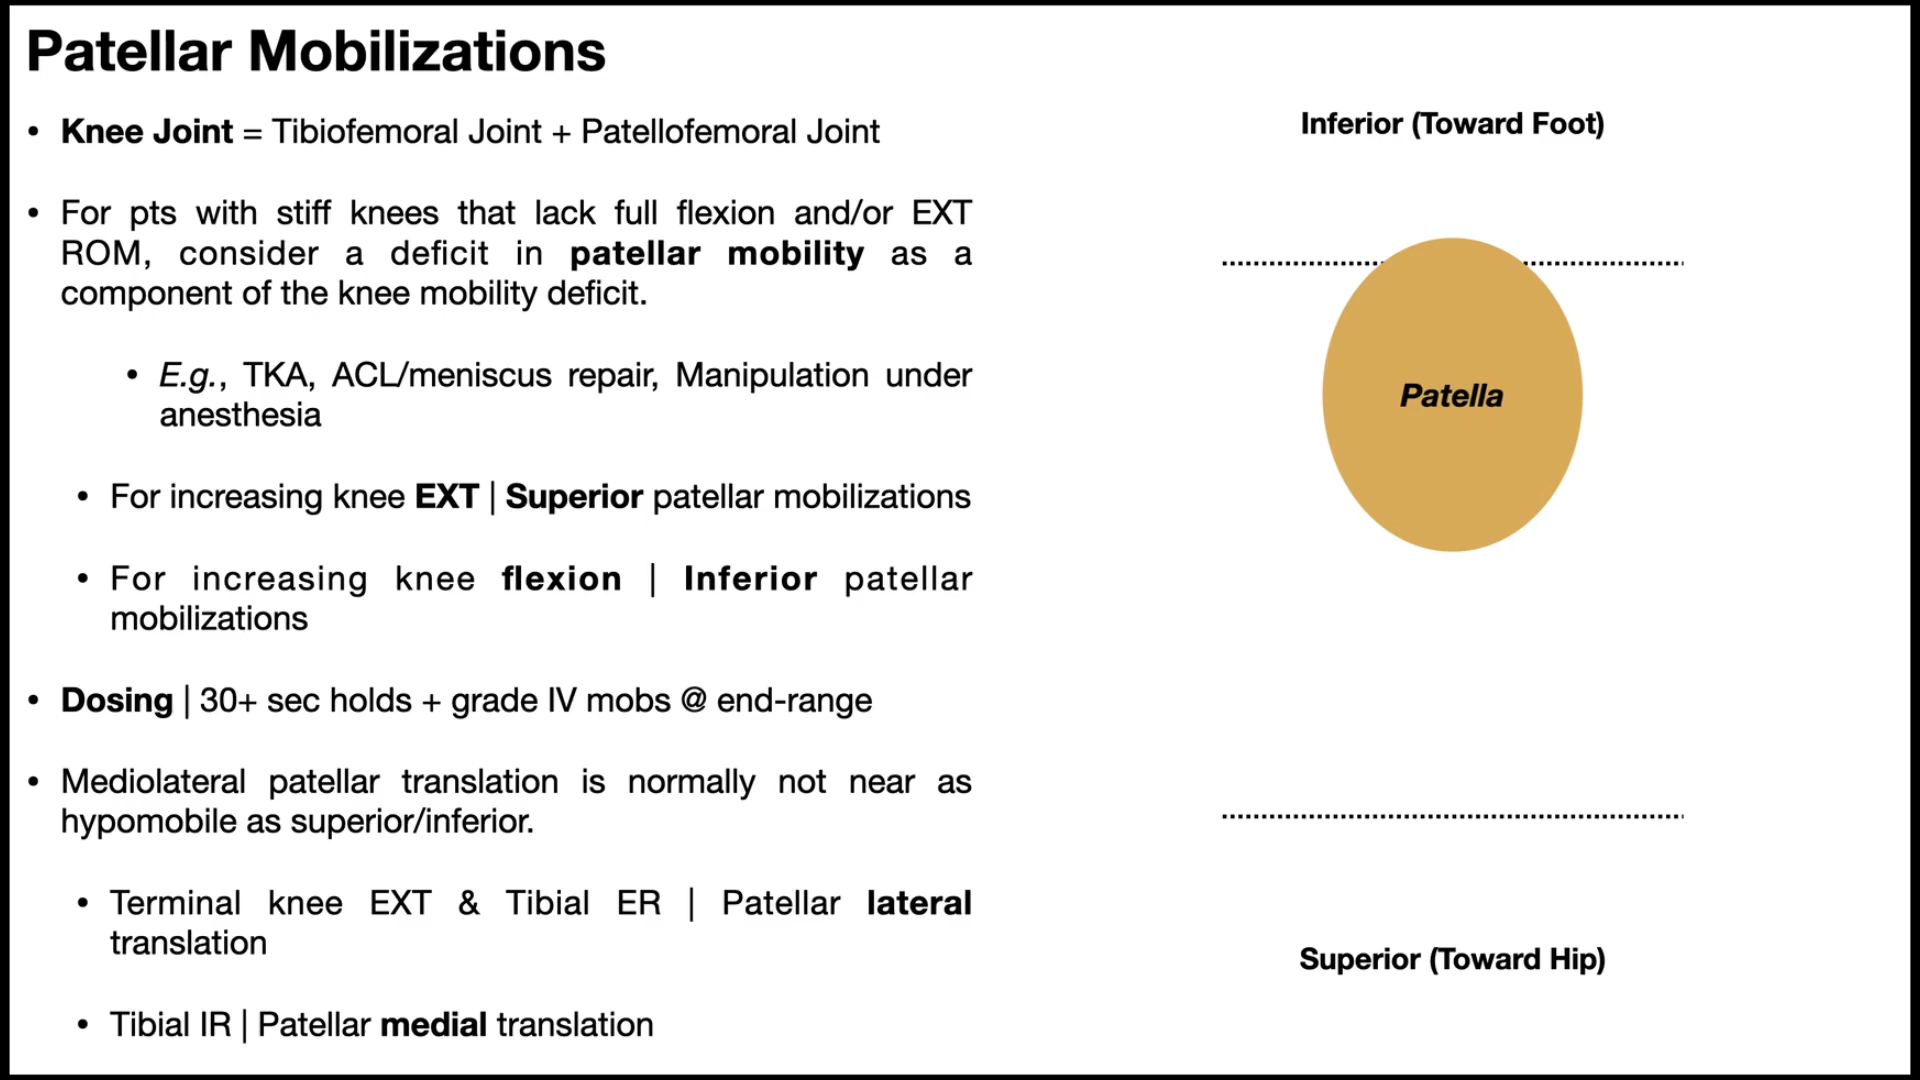 Patellar Mobilizations
• Knee Joint = Tibiofemoral Joint + Patellofemoral Joint
• For pts with stiff knees that lack full flexion and/or EXT
ROM, consider a deficit in patellar mobility as a
component of the knee mobility deficit.
• E.g., TKA, ACL/meniscus repair, Manipulation under
anesthesia
• For increasing knee EXT | Superior patellar mobilizations
• For increasing knee flexion | Inferior patellar
mobilizations
• Dosing | 30+ sec holds + grade IV mobs @ end-range
• Mediolateral patellar translation is normally not near as
hypomobile as superior/inferior.
• Terminal knee EXT & Tibial ER | Patellar lateral
translation
• Tibial IR | Patellar medial translation
Inferior (Toward Foot)
Patella
Superior (Toward Hip)